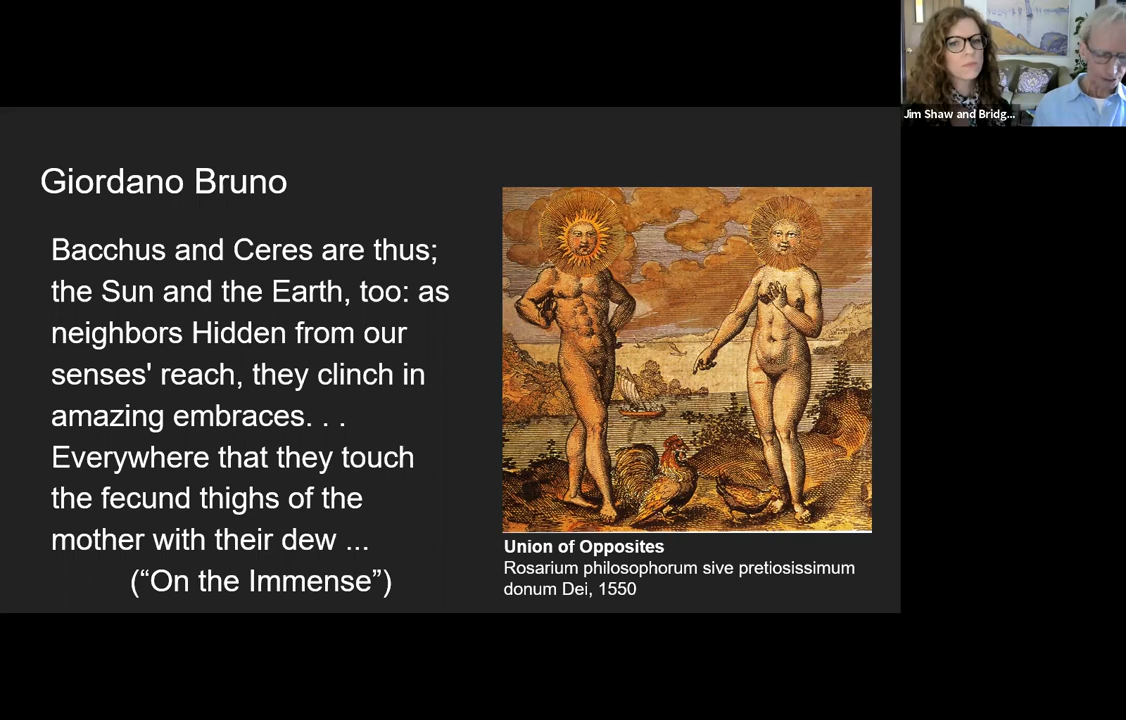 Jim Shaw and Bridg...
Giordano Bruno
Bacchus and Ceres are thus;
the Sun and the Earth, too: as
neighbors Hidden from our
senses' reach, they clinch in
amazing embraces. . .
Everywhere that they touch
the fecund thighs of the
mother with their dew ...
(“On the Immense”)
Union of Opposites
Rosarium philosophorum sive pretiosissimum
donum Dei, 1550